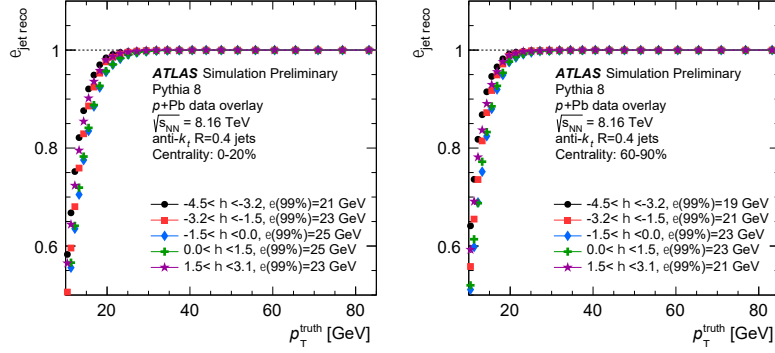 e_jet reco
1
0.8
0.6
ATLAS Simulation Preliminary
Pythia 8
p+Pb data overlay
√s_NN = 8.16 TeV
anti-k_t R=0.4 jets
Centrality: 0-20%
-4.5< h <-3.2, e(99%)=21 GeV
-3.2< h <-1.5, e(99%)=23 GeV
-1.5< h <0.0, e(99%)=25 GeV
0.0< h <1.5, e(99%)=25 GeV
1.5< h <3.1, e(99%)=23 GeV
20 40 60 80
p_T^truth [GeV]
e_jet reco
1
0.8
0.6
ATLAS Simulation Preliminary
Pythia 8
p+Pb data overlay
√s_NN = 8.16 TeV
anti-k_t R=0.4 jets
Centrality: 60-90%
-4.5< h <-3.2, e(99%)=19 GeV
-3.2< h <-1.5, e(99%)=21 GeV
-1.5< h <0.0, e(99%)=23 GeV
0.0< h <1.5, e(99%)=23 GeV
1.5< h <3.1, e(99%)=21 GeV
20 40 60 80
p_T^truth [GeV]